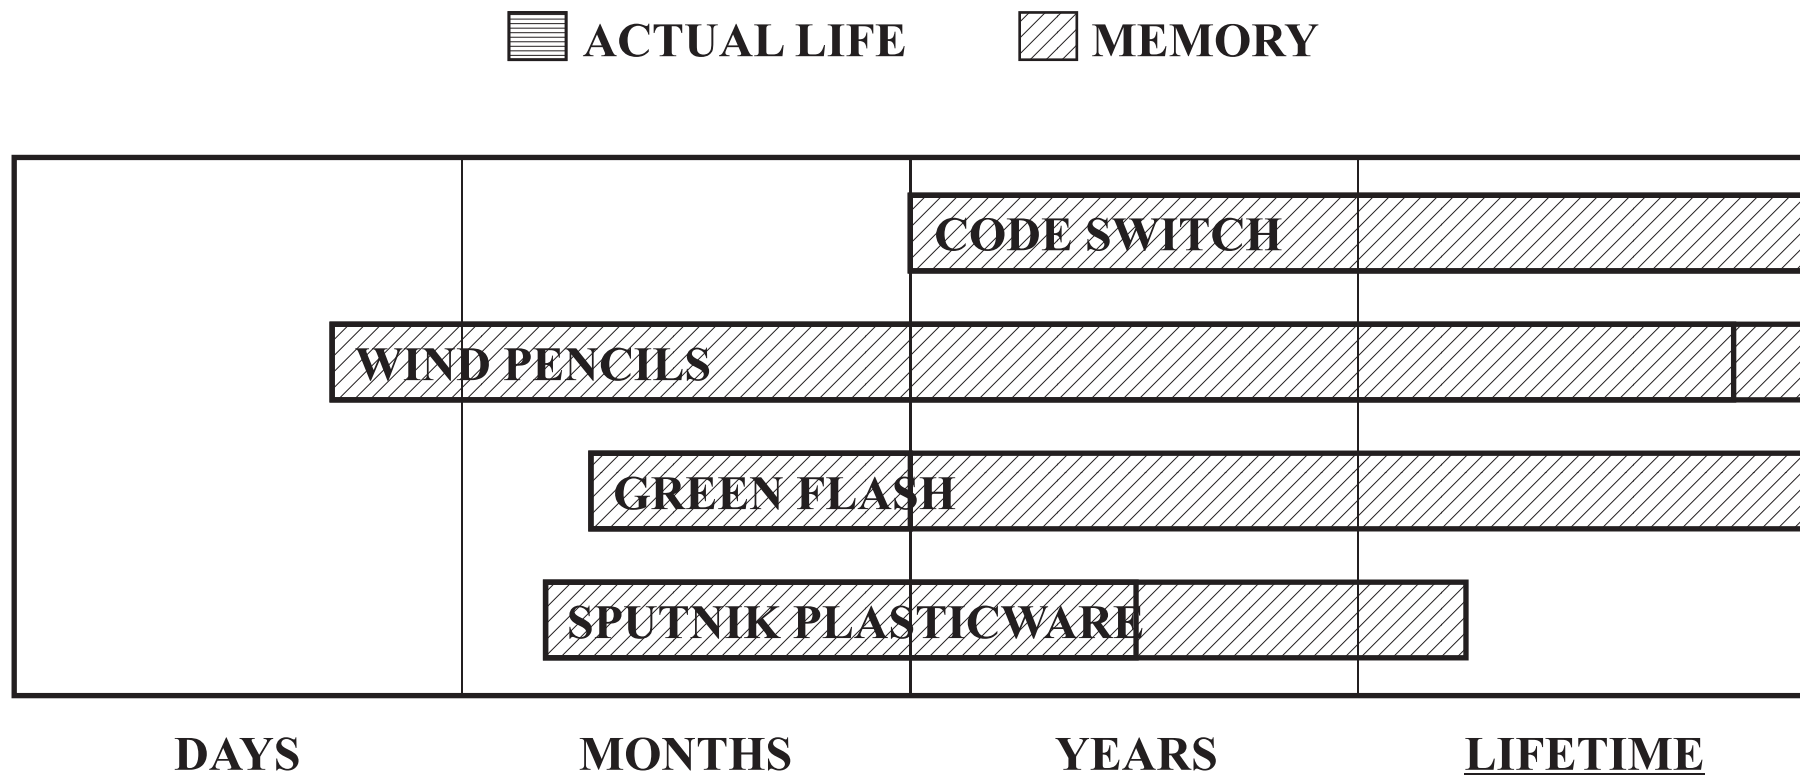 ACTUAL LIFE MEMORY
CODE SWITCH
WIND PENCILS
GREEN FLASH
SPUTNIK PLASTICWARE
DAYS MONTHS YEARS LIFETIME